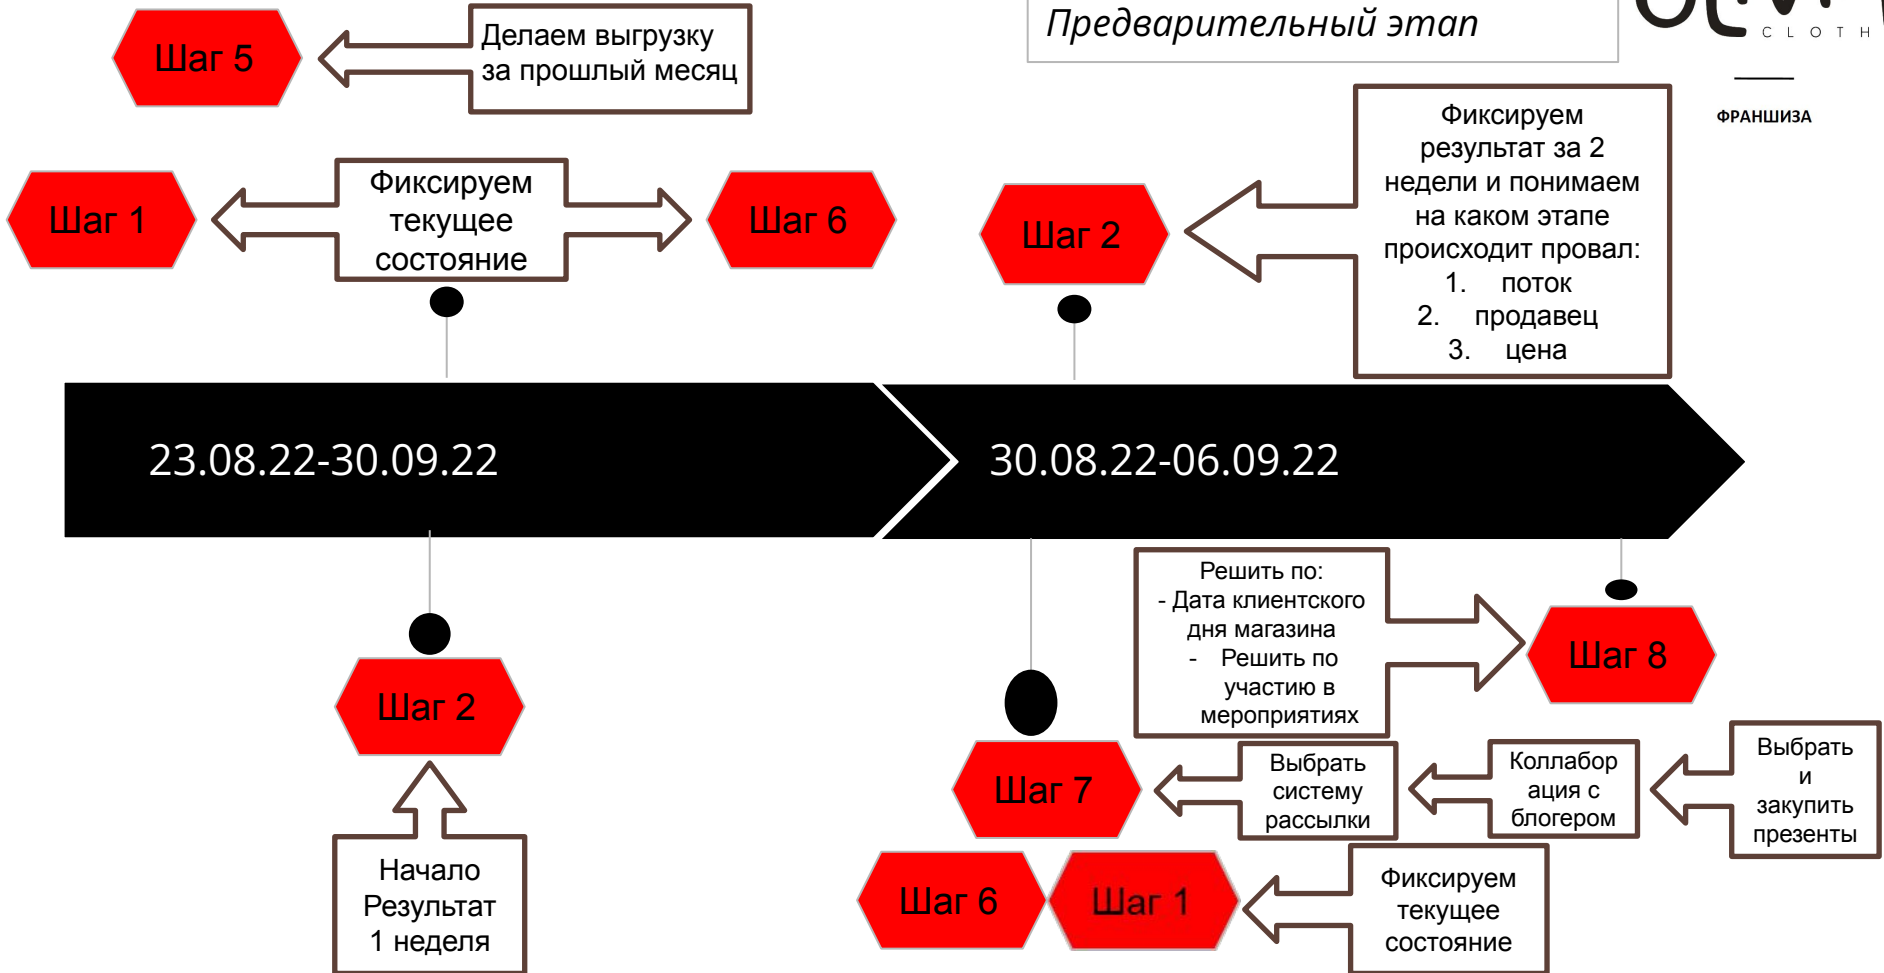 Предварительный этап
CLOTH
ФРАНШИЗА
Шаг 5
Делаем выгрузку
за прошлый месяц
Шаг 1
Фиксируем
текущее
состояние
Шаг 6
Шаг 2
Фиксируем
результат за 2
недели и понимаем
на каком этапе
происходит провал:
1. поток
2. продавец
3. цена
23.08.22-30.09.22
30.08.22-06.09.22
Шаг 2
Начало
Результат
1 неделя
Решить по:
- Дата клиентского
дня магазина
- Решить по
участию в
мероприятиях
Шаг 8
Шаг 7
Выбрать
систему
рассылки
Коллабор
ация с
блогером
Выбрать
и
закупить
презенты
Шаг 6
Шаг 1
Фиксируем
текущее
состояние